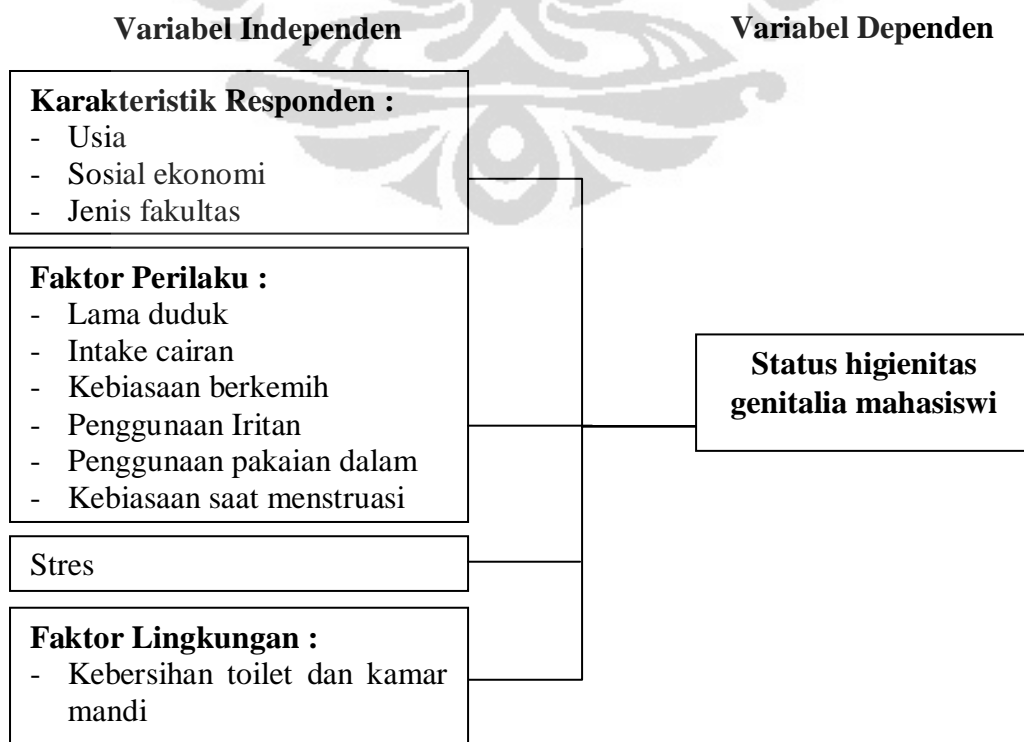 Variabel Independen
Variabel Dependen
Karakteristik Responden :
- Usia
- Sosial ekonomi
- Jenis fakultas
Faktor Perilaku :
- Lama duduk
- Intake cairan
- Kebiasaan berkemih
- Penggunaan Iritan
- Penggunaan pakaian dalam
- Kebiasaan saat menstruasi
Stres
Faktor Lingkungan :
- Kebersihan toilet dan kamar
mandi
Status higienitas
genitalia mahasiswi